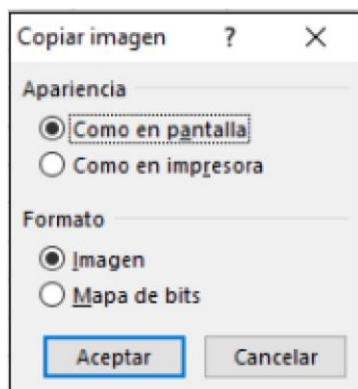 Copiar imagen ? ×
Apariencia
Como en pantalla
Como en impresora
Formato
Imagen
Mapa de bits
Aceptar Cancelar